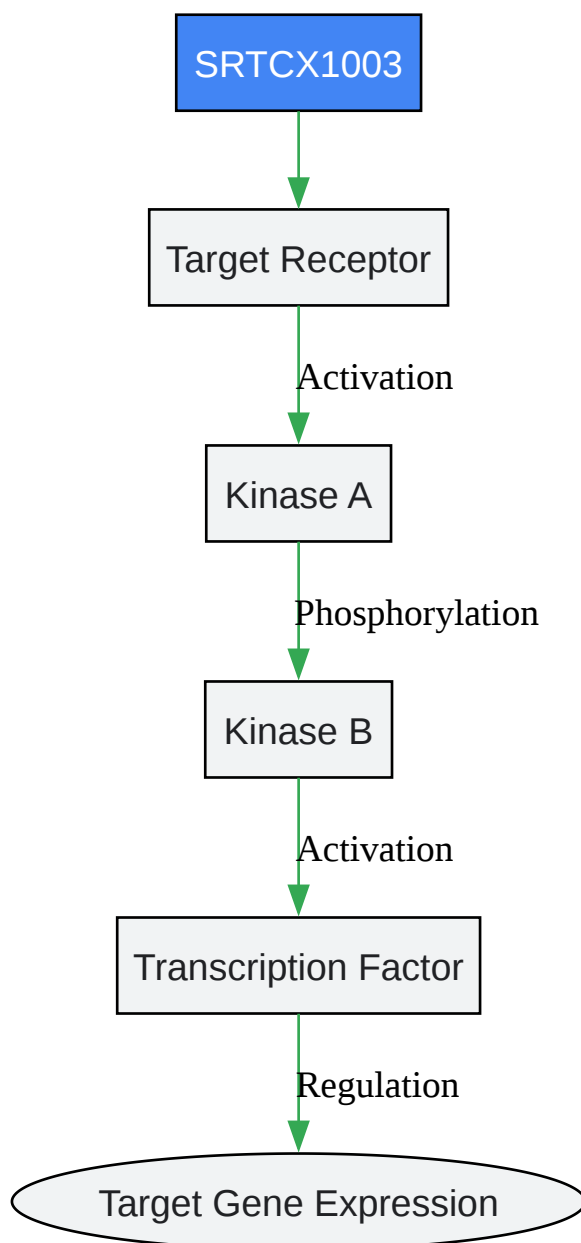 SRTCX1003
Target Receptor
Activation
Kinase A
Phosphorylation
Kinase B
Activation
Transcription Factor
Regulation
Target Gene Expression